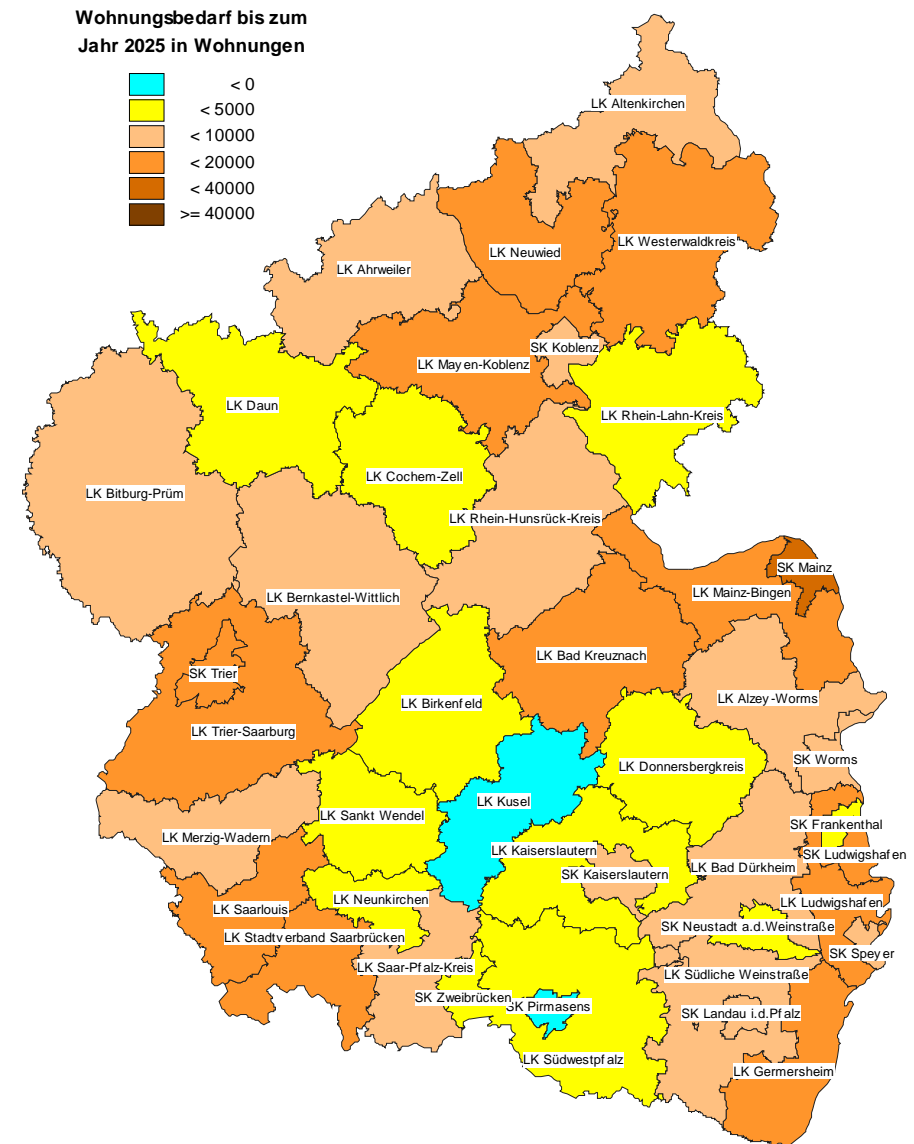 Wohnungsbedarf bis zum
Jahr 2025 in Wohnungen
< 0
< 5000
< 10000
< 20000
< 40000
>= 40000
LK Altenkirchen
LK Westerwaldkreis
LK Neuwied
LK Ahrweiler
SK Koblenz
LK Mayen-Koblenz
LK Daun
LK Rhein-Lahn-Kreis
LK Cochem-Zell
LK Bitburg-Prüm
LK Rhein-Hunsrück-Kreis
SK Mainz
LK Mainz-Bingen
LK Bernkastel-Wittlich
LK Bad Kreuznach
SK Trier
LK Alzey-Worms
LK Birkenfeld
LK Trier-Saarburg
SK Worms
LK Donnersbergkreis
LK Kusel
LK Sankt Wendel
SK Frankenthal
LK Merzig-Wadern
LK Kaiserslautern
SK Ludwigshafen
LK Bad Dürkheim
SK Kaiserslautern
LK Neunkirchen
LK Ludwigshafen
LK Saarlouis
SK Neustadt a.d.Weinstraße
LK Stadtverband Saarbrücken
SK Speyer
LK Saar-Pfalz-Kreis
LK Südliche Weinstraße
SK Zweibrücken
SK Pirmasens
SK Landau i.d.Pfalz
LK Südwestpfalz
LK Germersheim